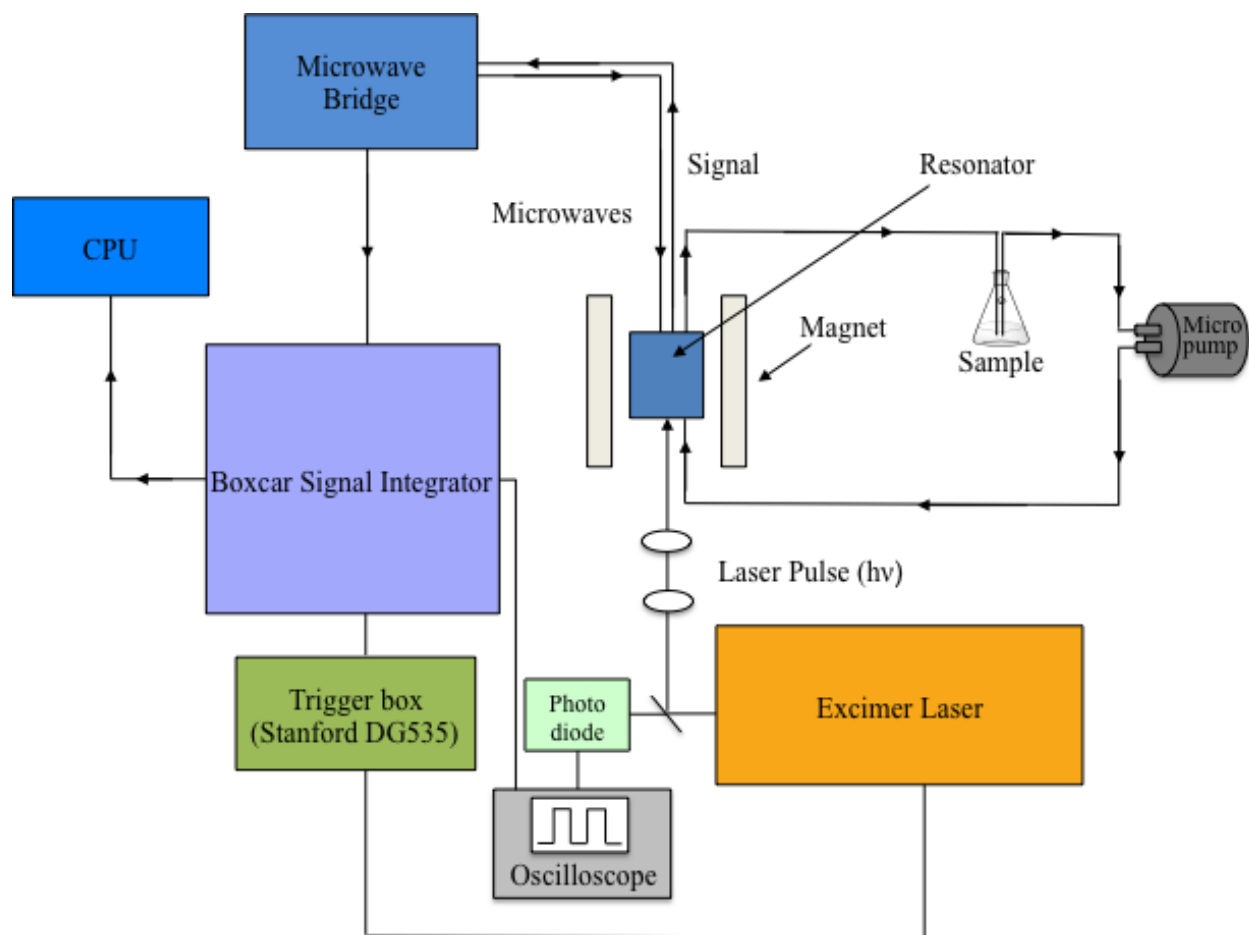 Microwave
Bridge
Signal
Resonator
Microwaves
CPU
Magnet
Sample
Micro
pump
Boxcar Signal Integrator
Laser Pulse (hν)
Trigger box
(Stanford DG535)
Photo
diode
Excimer Laser
Oscilloscope